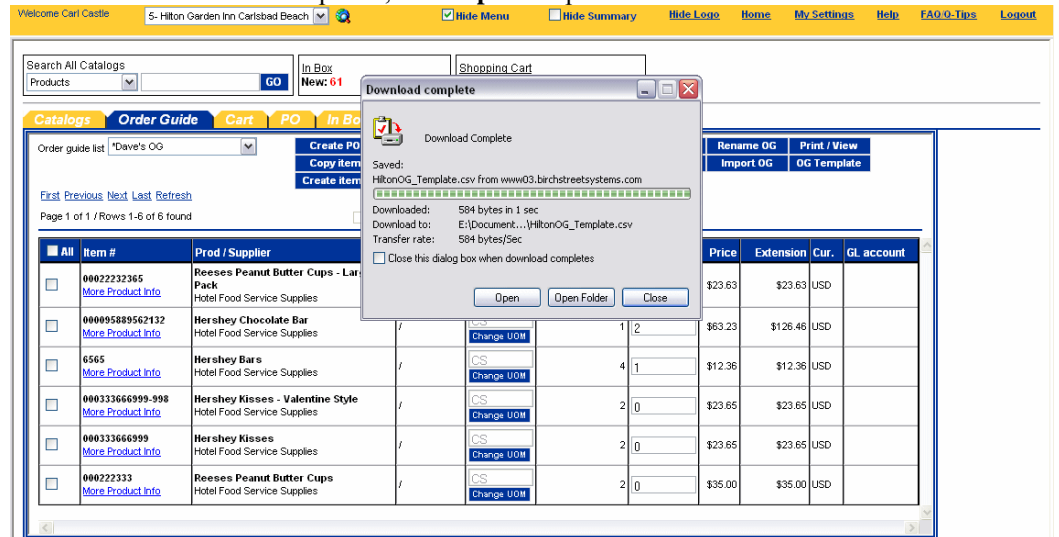 Welcome Carl Castle 5- Hilton Garden Inn Carlsbad Beach Hide Menu Hide Summary Hide Logo Home My Settings Help FAQ/Q-Tips Logout
Search All Catalogs
Products GO
In Box
New: 61
Shopping Cart
Catalogs Order Guide Cart PO In Bo
Order guide list *Dave's OG
Create PO
Copy item
Create item
Rename OG Print / View
Import OG OG Template
First Previous Next Last Refresh
Page 1 of 1 / Rows 1-6 of 6 found
Download complete
Download Complete
Saved:
HiltonOG_Template.csv from www03.birchstreetsystems.com
Downloaded: 584 bytes in 1 sec
Download to: E:\Document...\HiltonOG_Template.csv
Transfer rate: 584 bytes/Sec
Close this dialog box when download completes
Open Open Folder Close
All Item # Prod / Supplier Price Extension Cur. GL account
00022232365 Reeses Peanut Butter Cups - Lar
Pack
More Product Info Hotel Food Service Supplies $23.63 $23.63 USD
000095889562132 Hershey Chocolate Bar / CS 1 2 $63.23 $126.46 USD
More Product Info Hotel Food Service Supplies Change UOM
6565 Hershey Bars / CS 4 1 $12.36 $12.36 USD
More Product Info Hotel Food Service Supplies Change UOM
000333666999-998 Hershey Kisses - Valentine Style / CS 2 0 $23.65 $23.65 USD
More Product Info Hotel Food Service Supplies Change UOM
000333666999 Hershey Kisses / CS 2 0 $23.65 $23.65 USD
More Product Info Hotel Food Service Supplies Change UOM
000222333 Reeses Peanut Butter Cups / CS 2 0 $35.00 $35.00 USD
More Product Info Hotel Food Service Supplies Change UOM